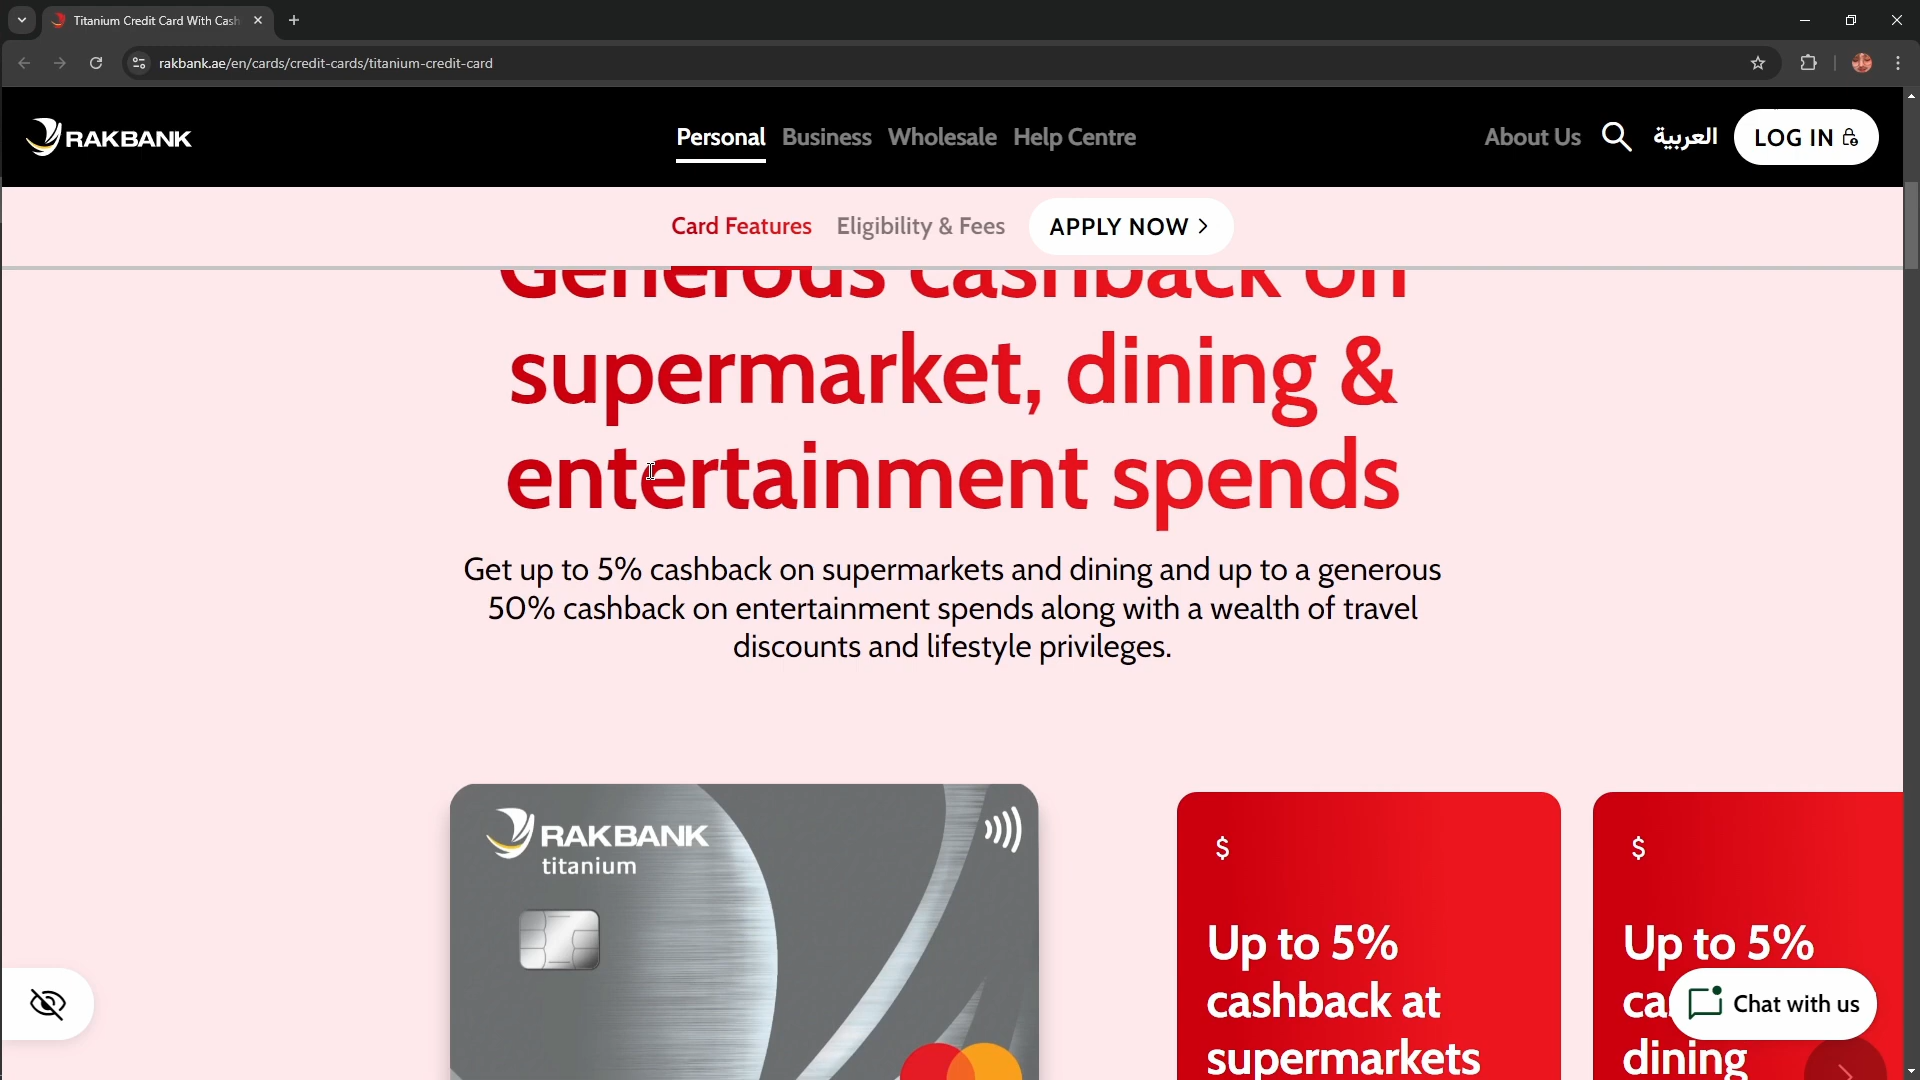 Titanium Credit Card With Cash
rakbank.ae/en/cards/credit-cards/titanium-credit-card
RAKBANK
Personal
Business
Wholesale
Help Centre
About Us
العربية
LOG IN
Card Features
Eligibility & Fees
APPLY NOW
Generous cashback on
supermarket, dining &
entertainment spends
Get up to 5% cashback on supermarkets and dining and up to a generous
50% cashback on entertainment spends along with a wealth of travel
discounts and lifestyle privileges.
RAKBANK
titanium
$
Up to 5%
cashback at
supermarkets
$
Up to 5%
dining
Chat with us